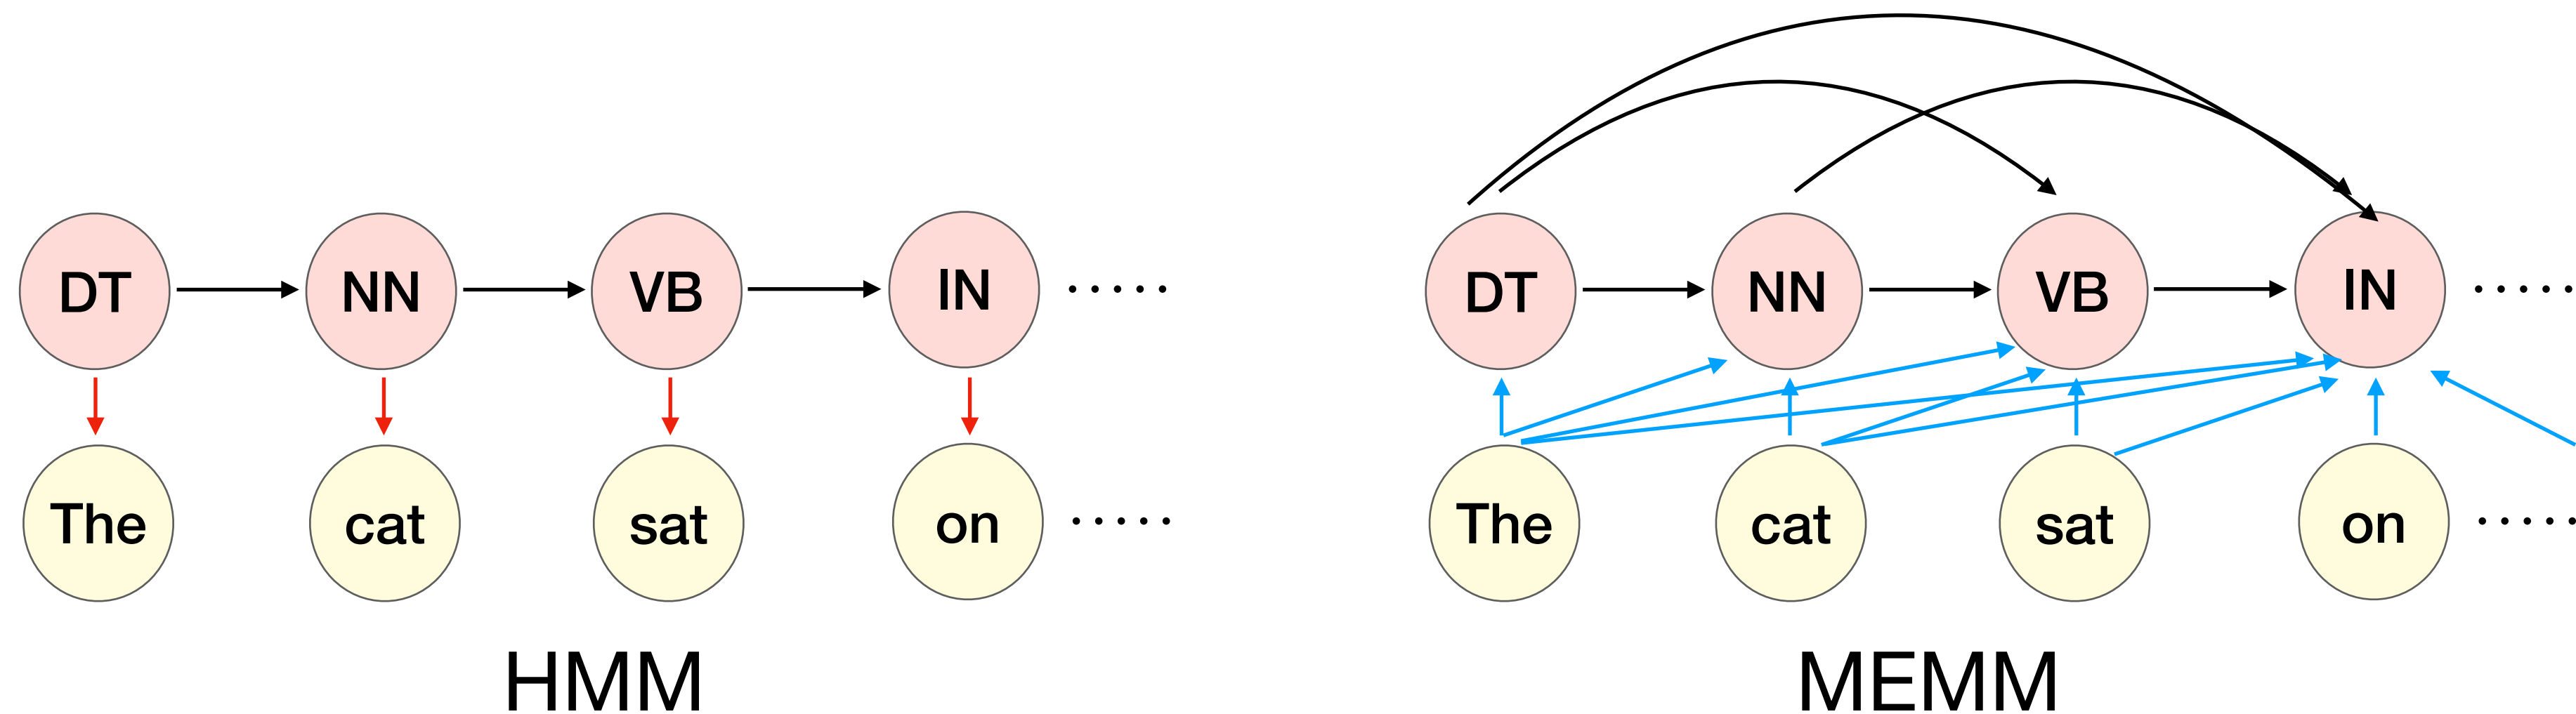 DT NN VB IN .....
The cat sat on .....
HMM
DT NN VB IN .....
The cat sat on .....
MEMM